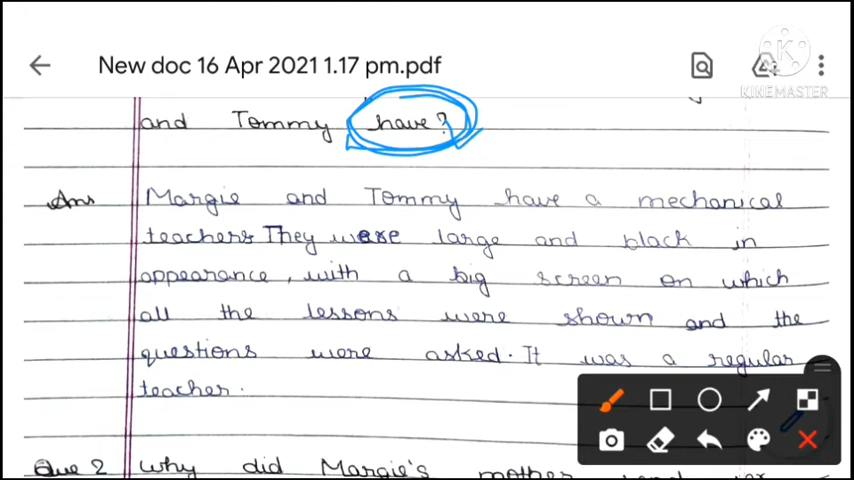 New doc 16 Apr 2021 1.17 pm.pdf
KINEMASTER
and Tommy have?
Ans Margie and Tommy have a mechanical
teachers They were large and black in
appearance, with a big screen on which
all the lessons were shown and the
questions were asked. It was a regular
teacher.
Que 2 Why did Margie's mother send her